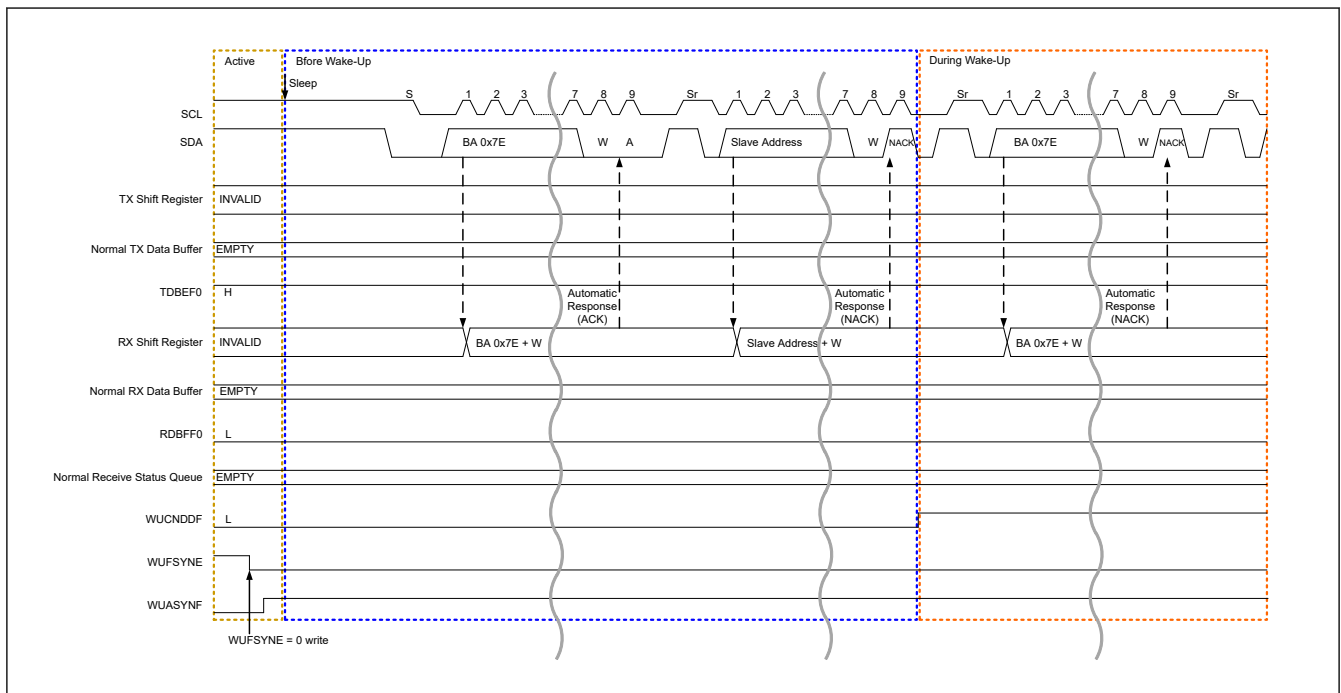 Active
Bfore Wake-Up
During Wake-Up
Sleep
SCL
S 1 2 3 7 8 9 Sr 1 2 3 7 8 9 Sr 1 2 3 7 8 9 Sr
SDA
BA 0x7E W A Slave Address W NACK BA 0x7E W NACK
TX Shift Register INVALID
Normal TX Data Buffer EMPTY
TDBEF0 H
Automatic
Response
(ACK)
Automatic
Response
(NACK)
Automatic
Response
(NACK)
RX Shift Register INVALID BA 0x7E + W Slave Address + W BA 0x7E + W
Normal RX Data Buffer EMPTY
RDBFF0 L
Normal Receive Status Queue EMPTY
WUCNDDF L
WUFSYNE
WUASYNF
WUFSYNE = 0 write